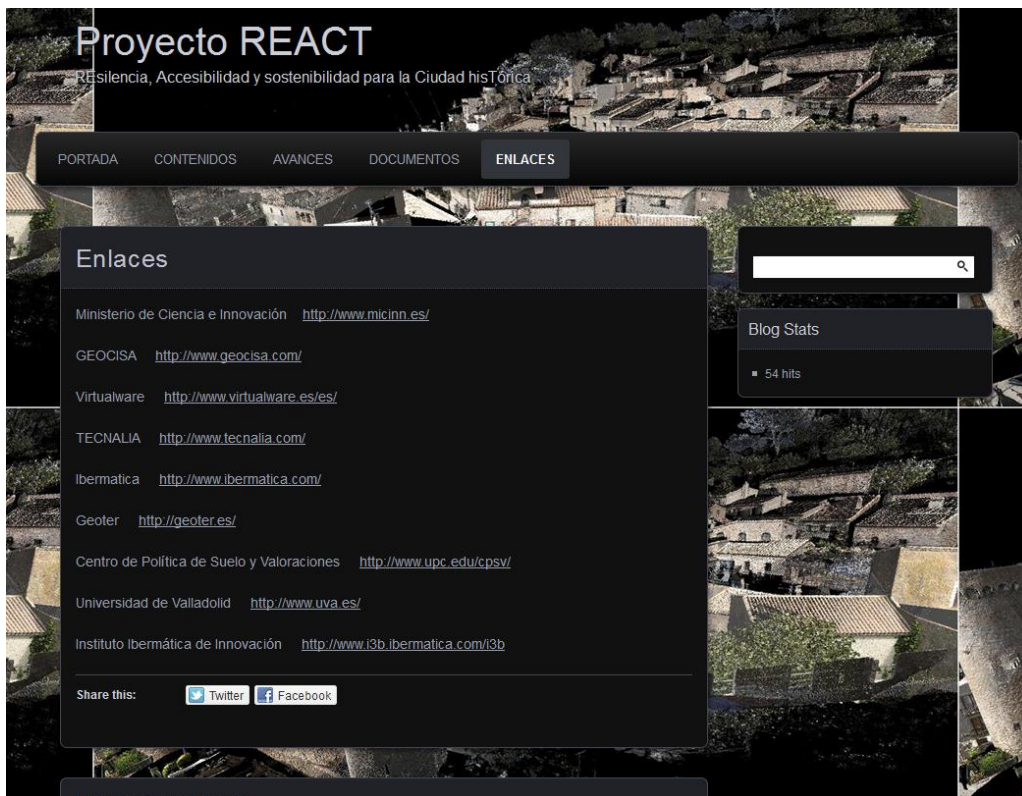 Proyecto REACT
REsilencia, Accesibilidad y sostenibilidad para la Ciudad hisTórica
PORTADA CONTENIDOS AVANCES DOCUMENTOS ENLACES
Enlaces
Ministerio de Ciencia e Innovación http://www.micinn.es/
GEOCISA http://www.geocisa.com/
Virtualware http://www.virtualware.es/es/
TECNALIA http://www.tecnalia.com/
Ibermatica http://www.ibermatica.com/
Geoter http://geoter.es/
Centro de Política de Suelo y Valoraciones http://www.upc.edu/cpsv/
Universidad de Valladolid http://www.uva.es/
Instituto Ibermática de Innovación http://www.i3b.ibermatica.com/i3b
Share this: Twitter Facebook
Blog Stats
54 hits